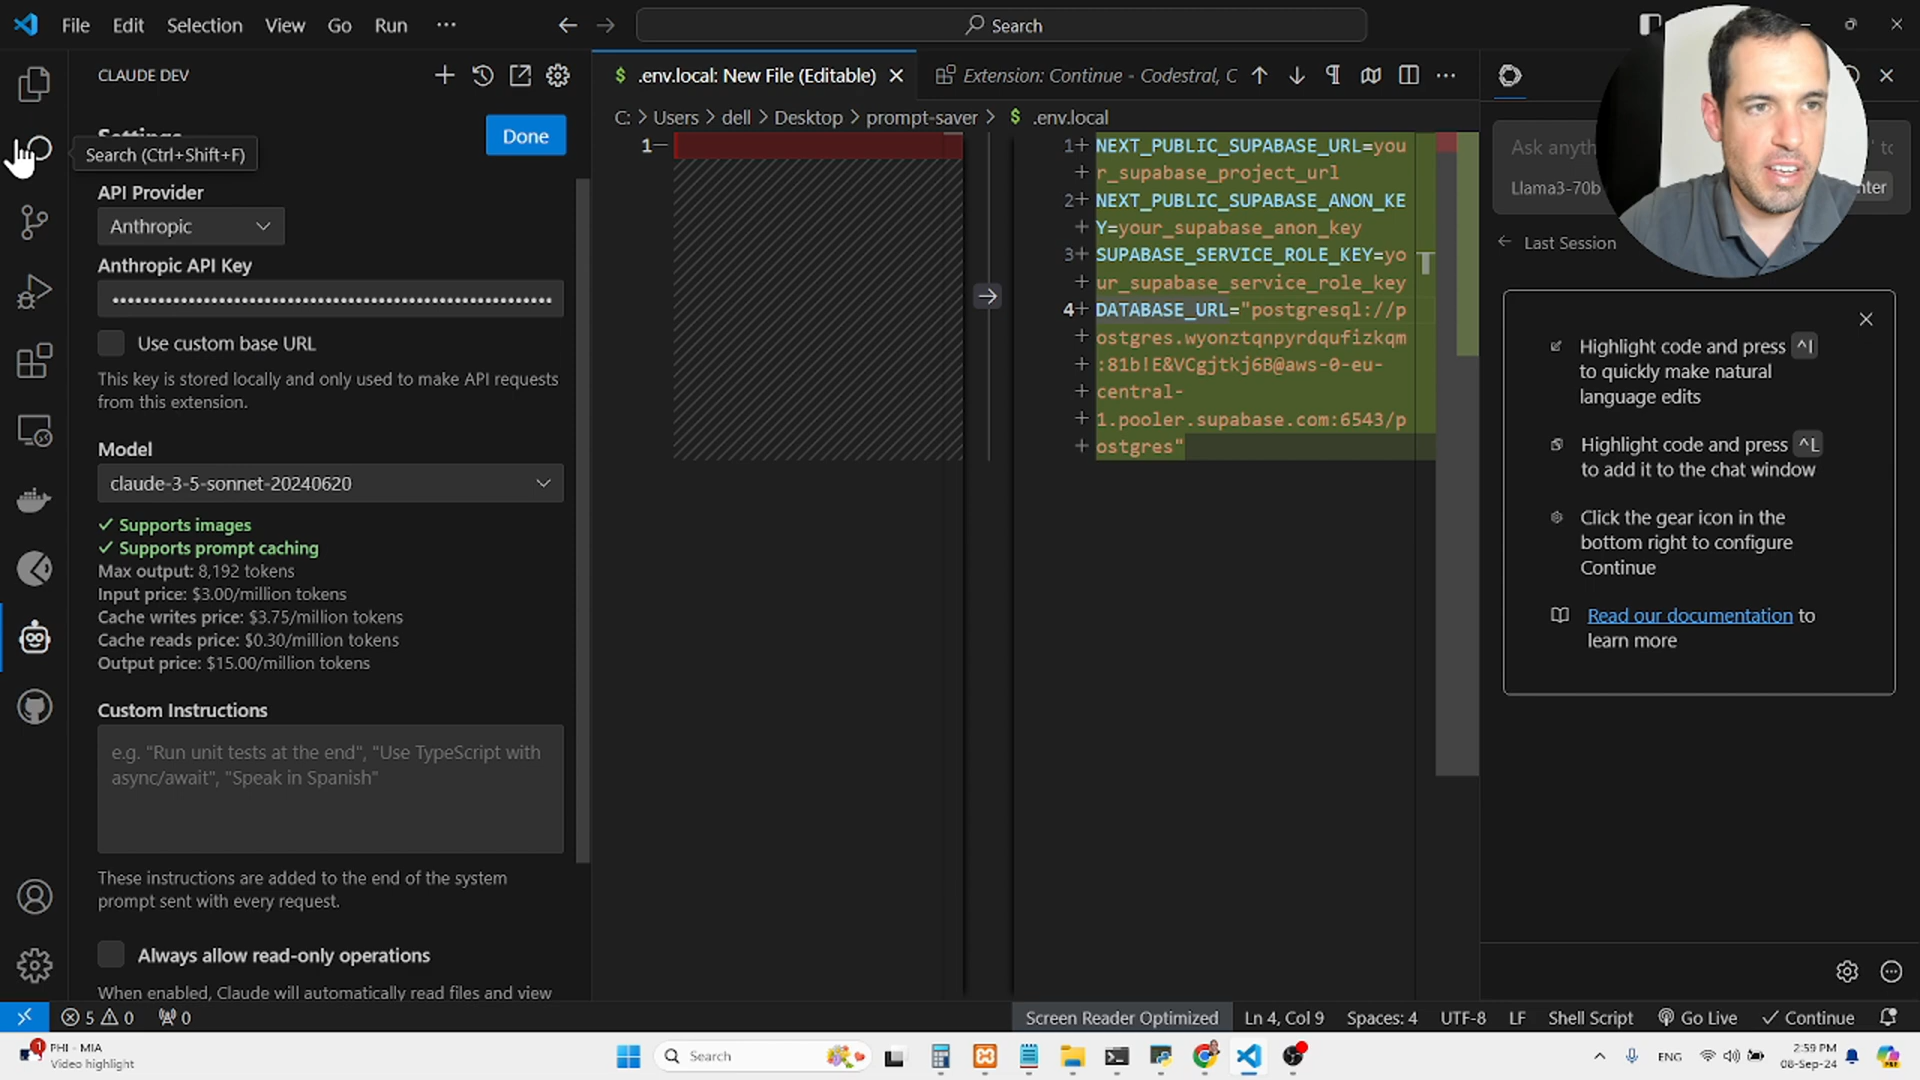 File Edit Selection View Go Run ··· Search
CLAUDE DEV
.env.local: New File (Editable)
Extension: Continue - Codestral, C
Settings
Done
Search (Ctrl+Shift+F)
API Provider
Anthropic
Anthropic API Key
Use custom base URL
This key is stored locally and only used to make API requests
from this extension.
Model
claude-3-5-sonnet-20240620
✓ Supports images
✓ Supports prompt caching
Max output: 8,192 tokens
Input price: $3.00/million tokens
Cache writes price: $3.75/million tokens
Cache reads price: $0.30/million tokens
Output price: $15.00/million tokens
Custom Instructions
e.g. "Run unit tests at the end", "Use TypeScript with
async/await", "Speak in Spanish"
These instructions are added to the end of the system
prompt sent with every request.
Always allow read-only operations
When enabled, Claude will automatically read files and view
C: > Users > dell > Desktop > prompt-saver > $ .env.local
1−
1+ NEXT_PUBLIC_SUPABASE_URL=you
+ r_supabase_project_url
2+ NEXT_PUBLIC_SUPABASE_ANON_KE
+ Y=your_supabase_anon_key
3+ SUPABASE_SERVICE_ROLE_KEY=yo
+ ur_supabase_service_role_key
4+ DATABASE_URL="postgresql://p
+ ostgres.wyonztqnpyrdqufizkqm
+ :81b!E&VCgjtkj6B@aws-0-eu-
+ central-
+ 1.pooler.supabase.com:6543/p
+ ostgres"
Ask anyth
to
Llama3-70b
nter
Last Session
Highlight code and press ^I
to quickly make natural
language edits
Highlight code and press ^L
to add it to the chat window
Click the gear icon in the
bottom right to configure
Continue
Read our documentation to
learn more
5 0 0
Screen Reader Optimized Ln 4, Col 9 Spaces: 4 UTF-8 LF Shell Script Go Live ✓ Continue
1
PHI - MIA
Video highlight
Search
ENG
2:59 PM
08-Sep-24